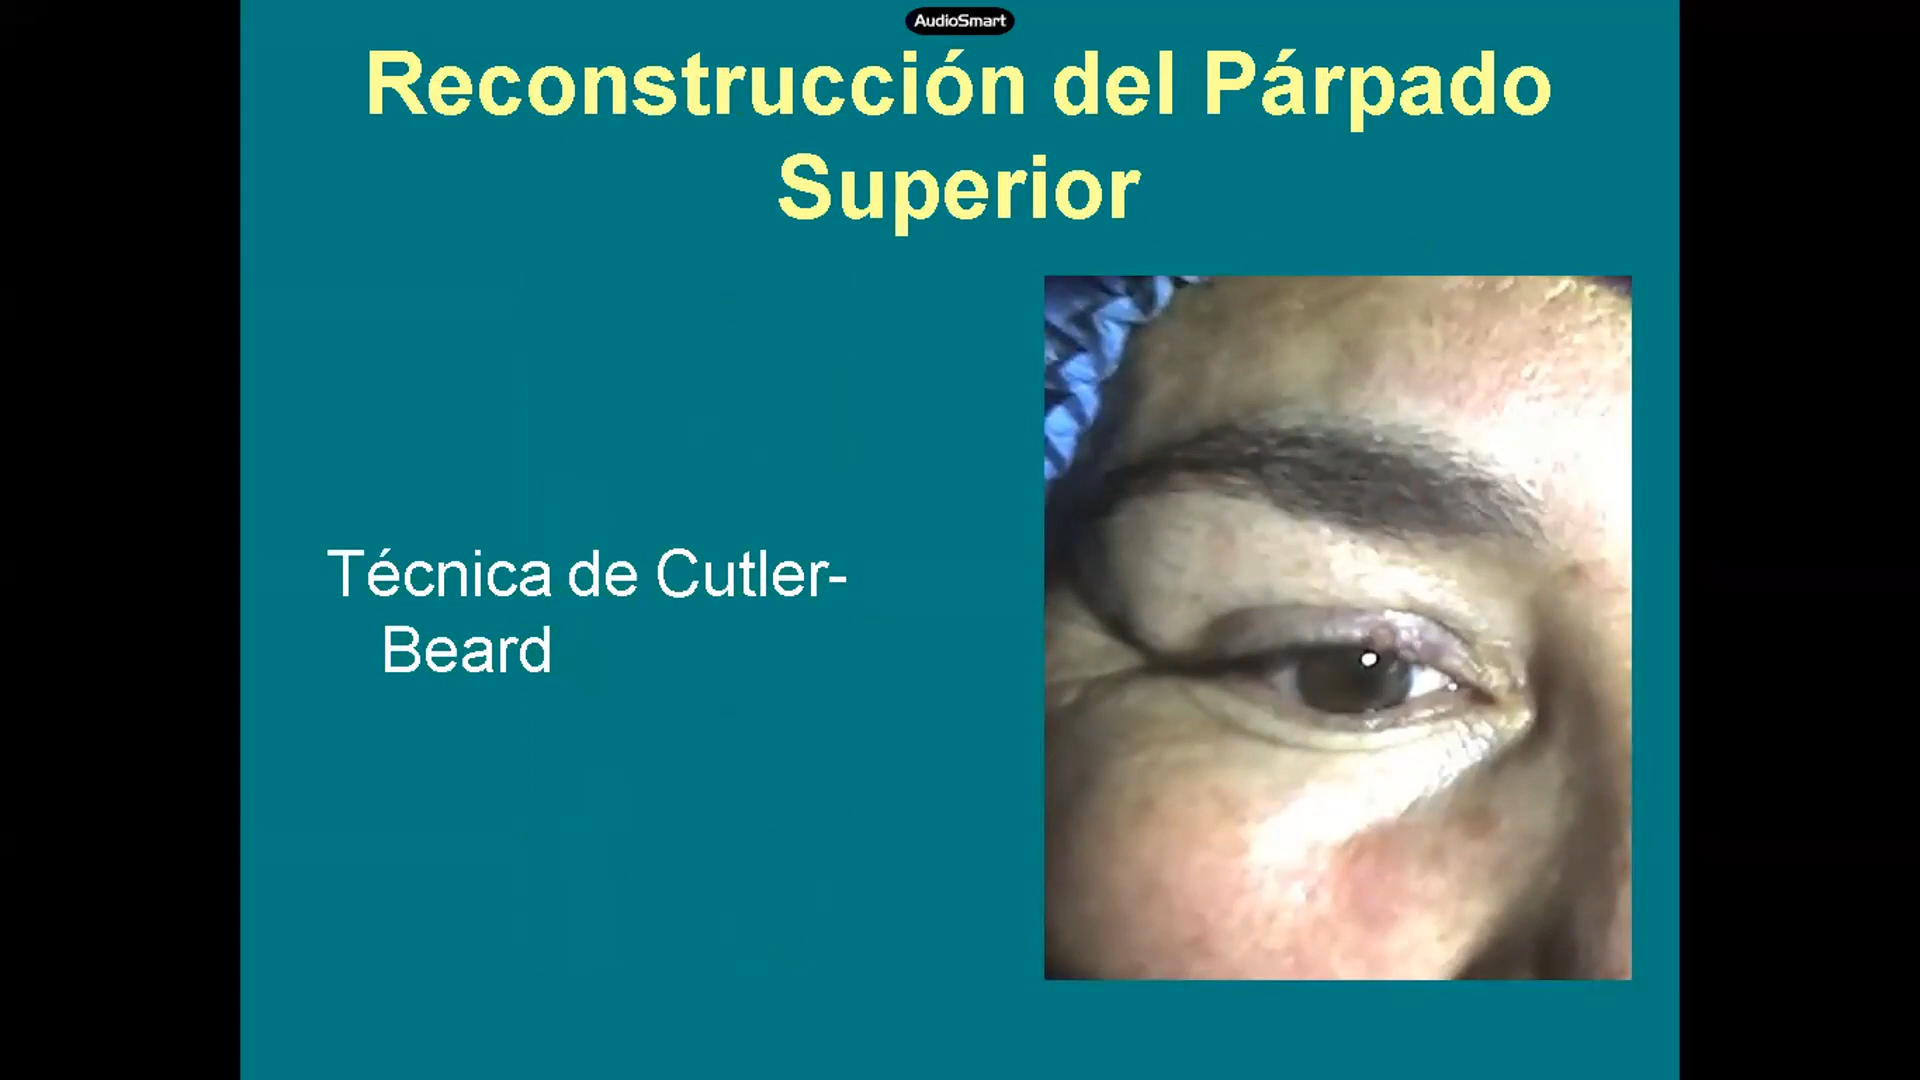 AudioSmart
Reconstrucción del Párpado
Superior
Técnica de Cutler-
Beard